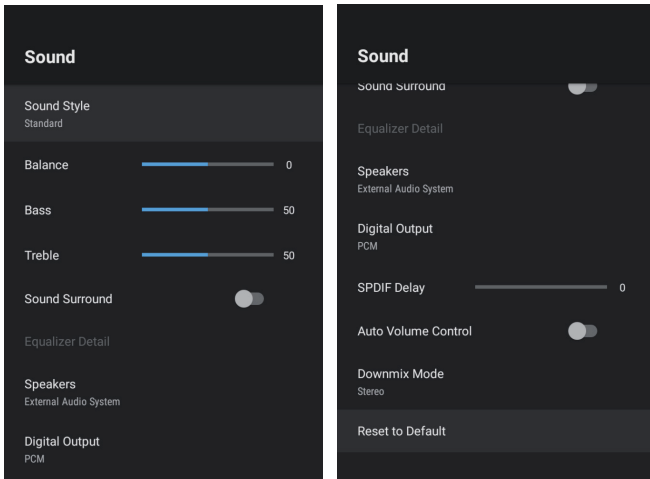 Sound
Sound Style
Standard
Balance 0
Bass 50
Treble 50
Sound Surround
Equalizer Detail
Speakers
External Audio System
Digital Output
PCM
Sound
Sound Surround
Equalizer Detail
Speakers
External Audio System
Digital Output
PCM
SPDIF Delay 0
Auto Volume Control
Downmix Mode
Stereo
Reset to Default